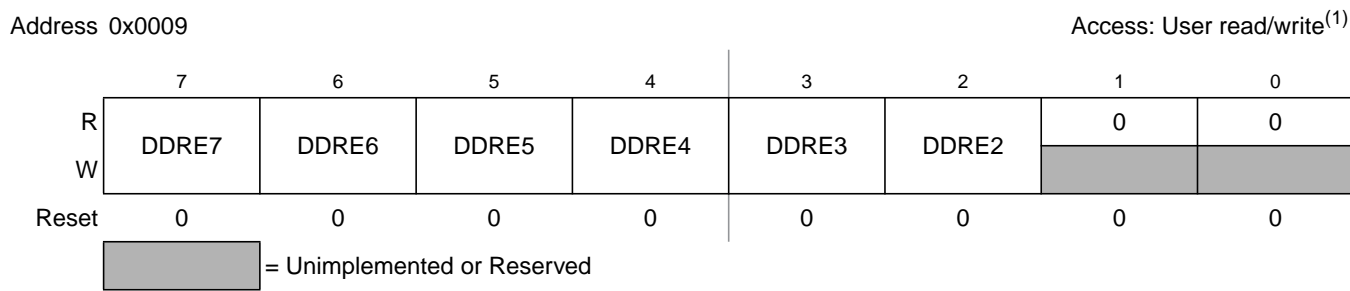 Address 0x0009 Access: User read/write(1)
7 6 5 4 3 2 1 0
R DDRE7 DDRE6 DDRE5 DDRE4 DDRE3 DDRE2 0 0
W
Reset 0 0 0 0 0 0 0 0
= Unimplemented or Reserved